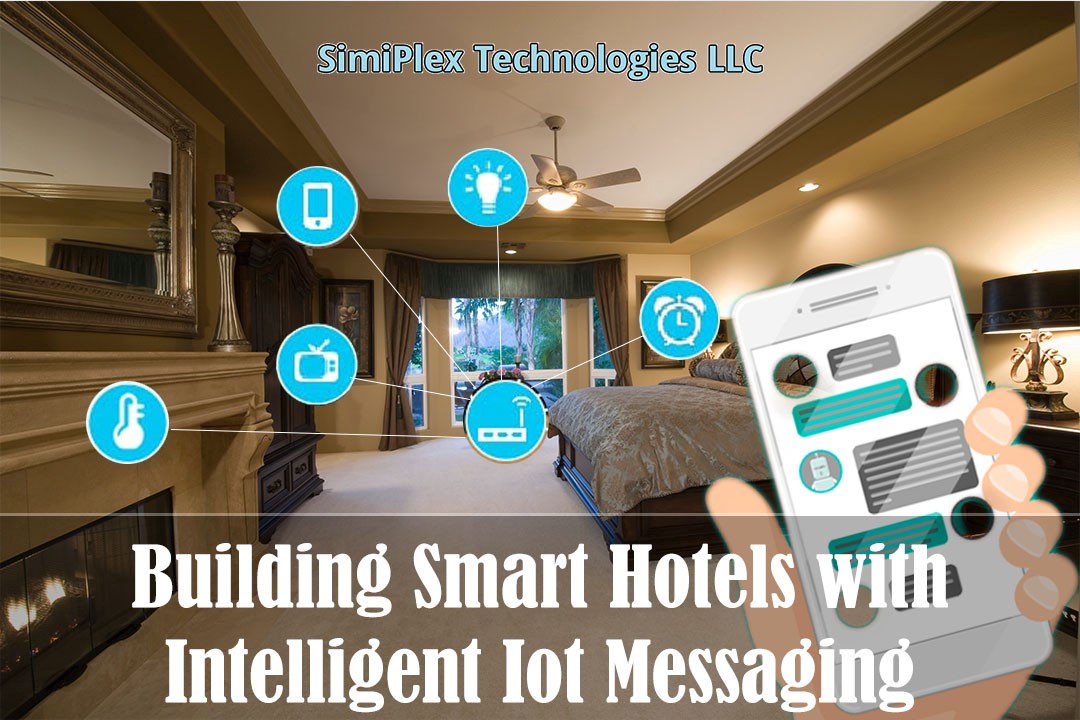 SimiPlex Technologies LLC
Building Smart Hotels with
Intelligent Iot Messaging